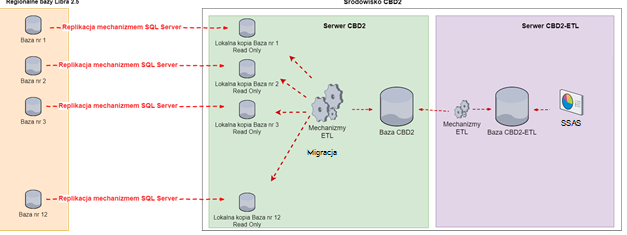 Regionalne bazy Libra 2.5
Środowisko CBD2
Serwer CBD2
Serwer CBD2-ETL
Baza nr 1
Replikacja mechanizmem SQL Server
Lokalna kopia Baza nr 1
Read Only
Baza nr 2
Replikacja mechanizmem SQL Server
Lokalna kopia Baza nr 2
Read Only
Baza nr 3
Replikacja mechanizmem SQL Server
Lokalna kopia Baza nr 3
Read Only
Mechanizmy
ETL
Migracja
Baza CBD2
Mechanizmy
ETL
Baza CBD2-ETL
SSAS
Baza nr 12
Replikacja mechanizmem SQL Server
Lokalna kopia Baza nr 12
Read Only